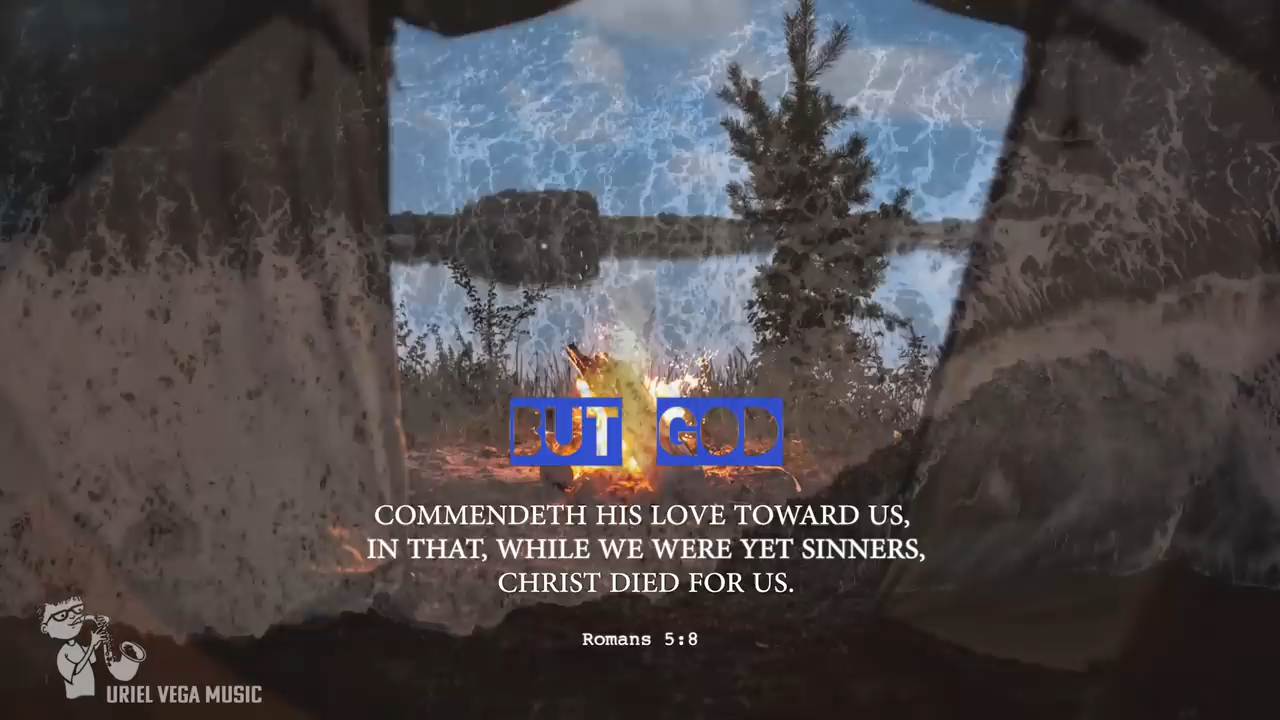 BUT GOD
COMMENDETH HIS LOVE TOWARD US,
IN THAT, WHILE WE WERE YET SINNERS,
CHRIST DIED FOR US.
Romans 5:8
URIEL VEGA MUSIC